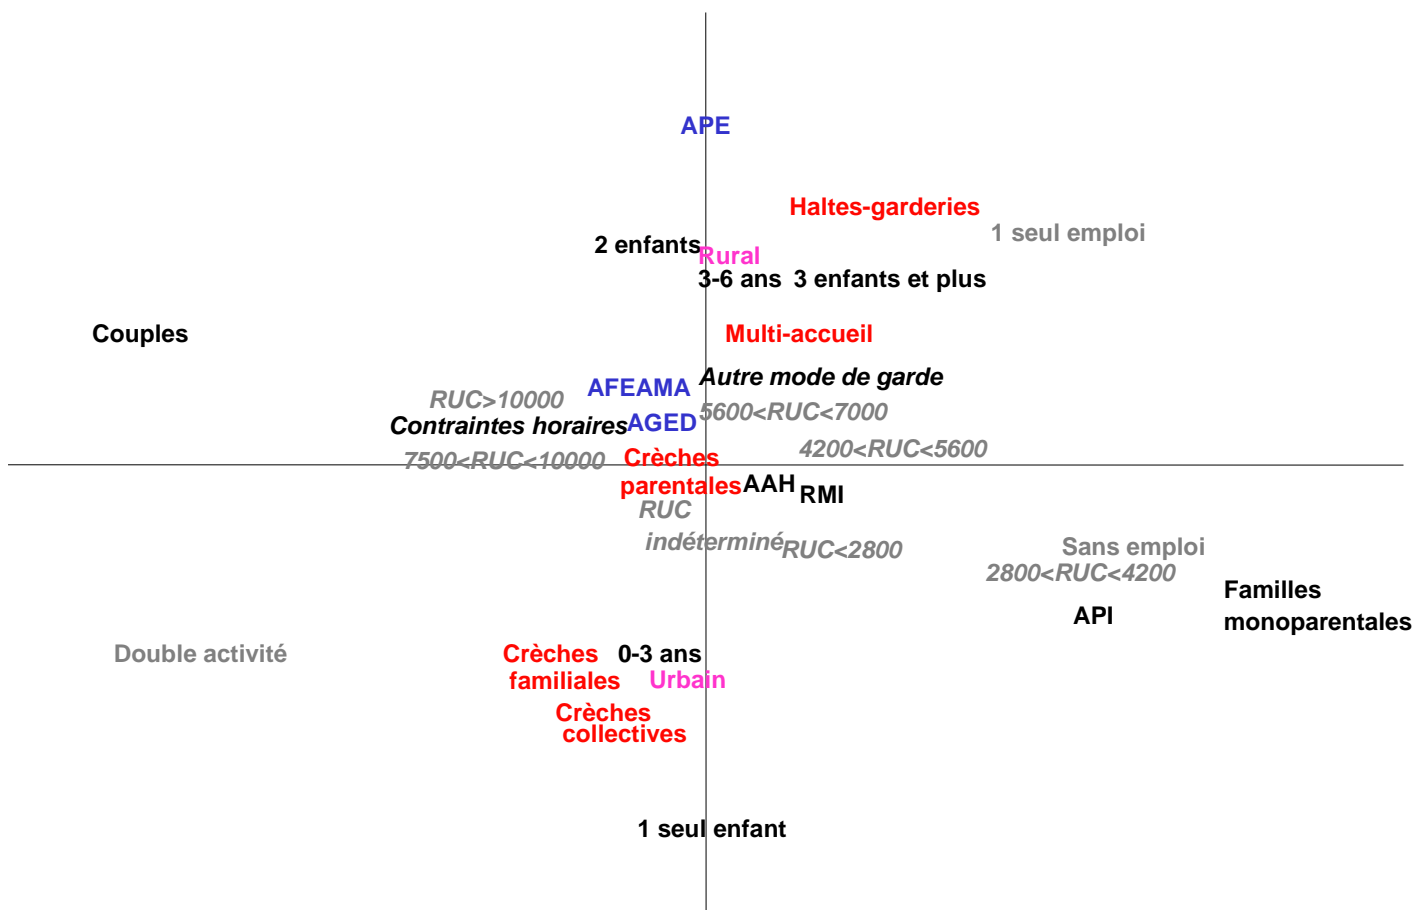 APE
Haltes-garderies
1 seul emploi
2 enfants
Rural
3-6 ans
3 enfants et plus
Couples
Multi-accueil
Autre mode de garde
AFEAMA
RUC>10000
5600<RUC<7000
Contraintes horaires
AGED
4200<RUC<5600
7500<RUC<10000
Crèches
parentales
AAH
RMI
RUC
indéterminé
RUC<2800
Sans emploi
2800<RUC<4200
Familles
monoparentales
API
Double activité
Crèches
familiales
0-3 ans
Urbain
Crèches
collectives
1 seul enfant